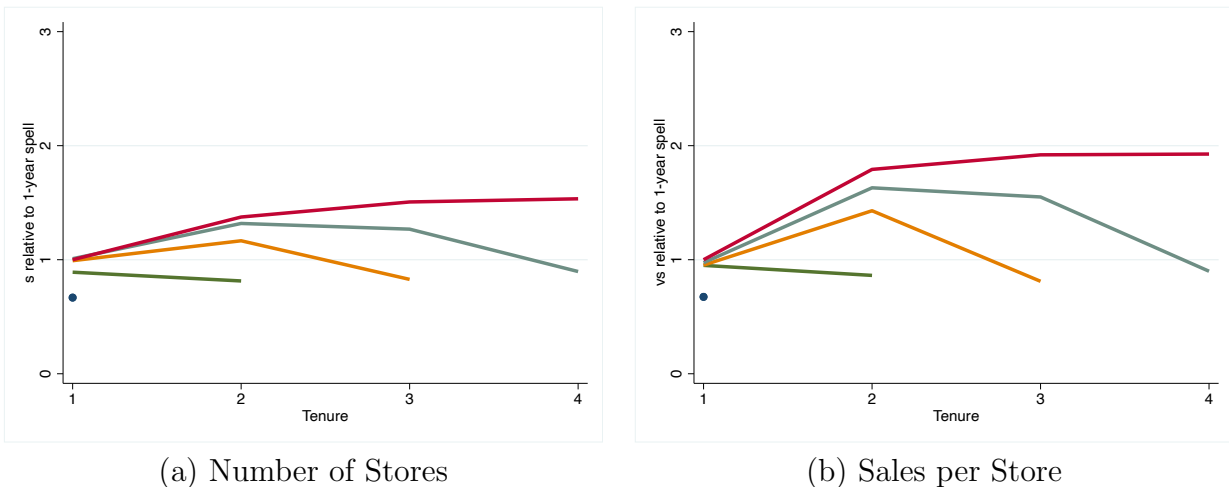 3
2
1
0
s relative to 1-year spell
1 2 3 4
Tenure
(a) Number of Stores
3
2
1
0
vs relative to 1-year spell
1 2 3 4
Tenure
(b) Sales per Store